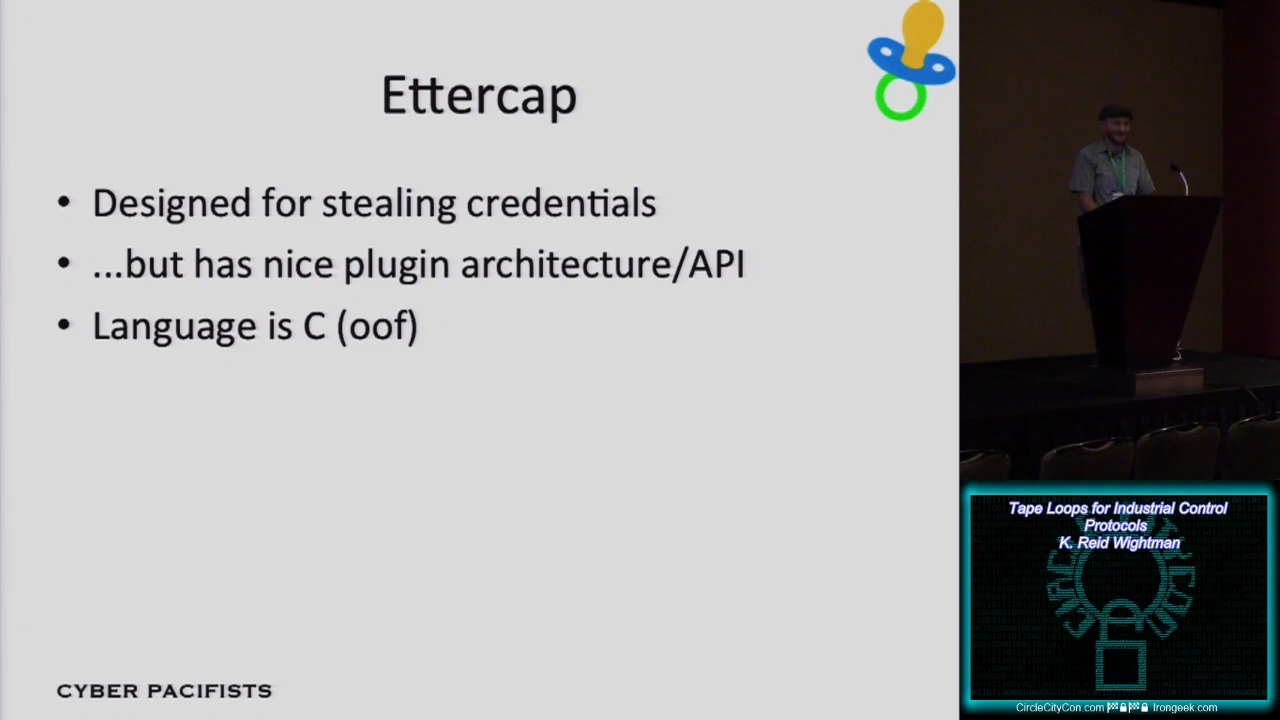 Ettercap
• Designed for stealing credentials
• ...but has nice plugin architecture/API
• Language is C (oof)
CYBER PACIFISTS
Tape Loops for Industrial Control
Protocols
K. Reid Wightman
CircleCityCon.com Irongeek.com